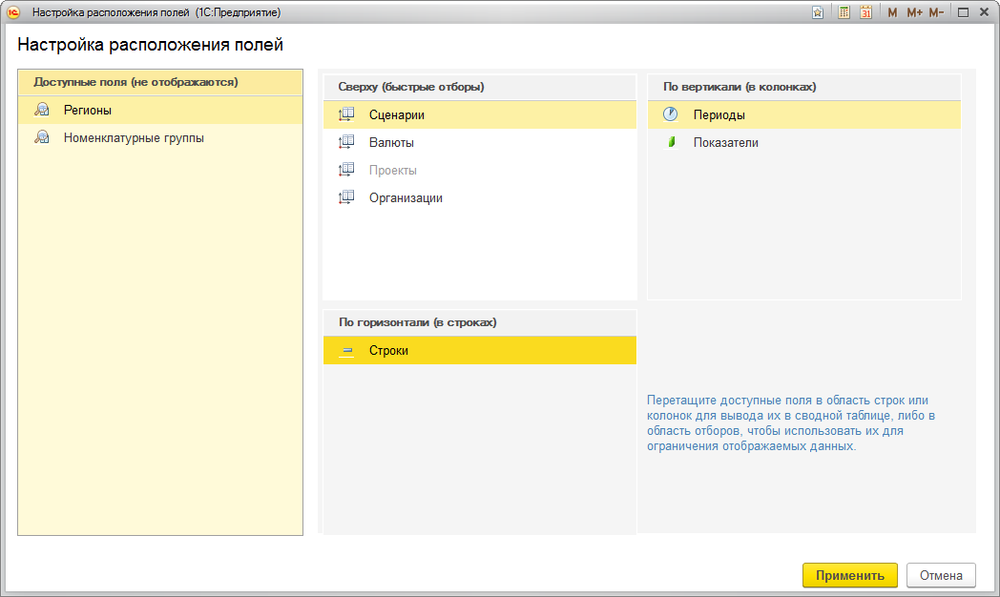 Настройка расположения полей (1С:Предприятие)
31 M M+ M-
Настройка расположения полей
Доступные поля (не отображаются)
Регионы
Номенклатурные группы
Сверху (быстрые отборы)
Сценарии
Валюты
Проекты
Организации
По вертикали (в колонках)
Периоды
Показатели
По горизонтали (в строках)
Строки
Перетащите доступные поля в область строк или
колонок для вывода их в сводной таблице, либо в
область отборов, чтобы использовать их для
ограничения отображаемых данных.
Применить
Отмена